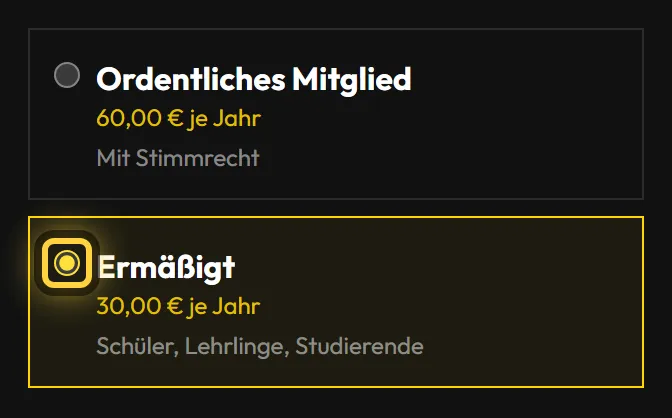 Ordentliches Mitglied
60,00 € je Jahr
Mit Stimmrecht
Ermäßigt
30,00 € je Jahr
Schüler, Lehrlinge, Studierende